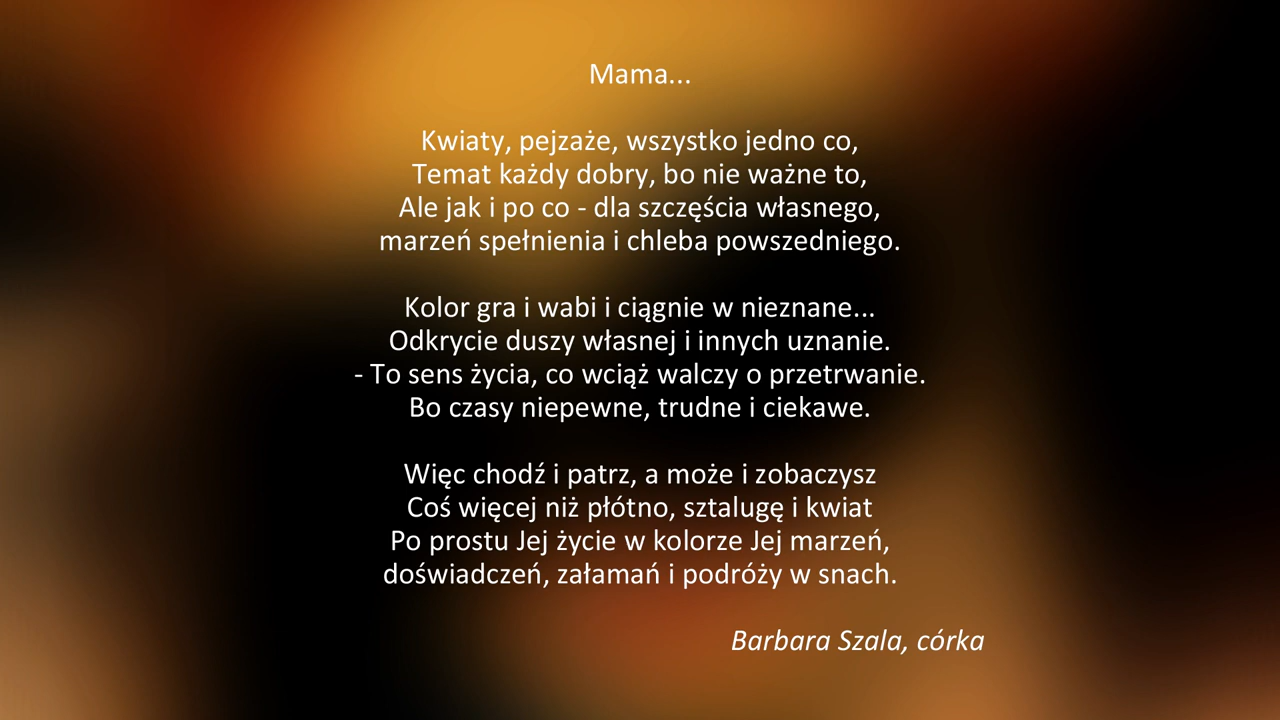 Mama...
Kwiaty, pejzaże, wszystko jedno co,
Temat każdy dobry, bo nie ważne to,
Ale jak i po co - dla szczęścia własnego,
marzeń spełnienia i chleba powszedniego.
Kolor gra i wabi i ciągnie w nieznane...
Odkrycie duszy własnej i innych uznanie.
- To sens życia, co wciąż walczy o przetrwanie.
Bo czasy niepewne, trudne i ciekawe.
Więc chodź i patrz, a może i zobaczysz
Coś więcej niż płótno, sztalugę i kwiat
Po prostu Jej życie w kolorze Jej marzeń,
doświadczeń, załamań i podróży w snach.
Barbara Szala, córka